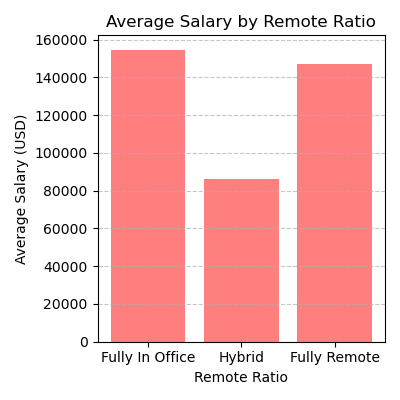 Average Salary by Remote Ratio
160000
140000
120000
100000
80000
60000
40000
20000
0
Average Salary (USD)
Fully In Office Hybrid Fully Remote
Remote Ratio